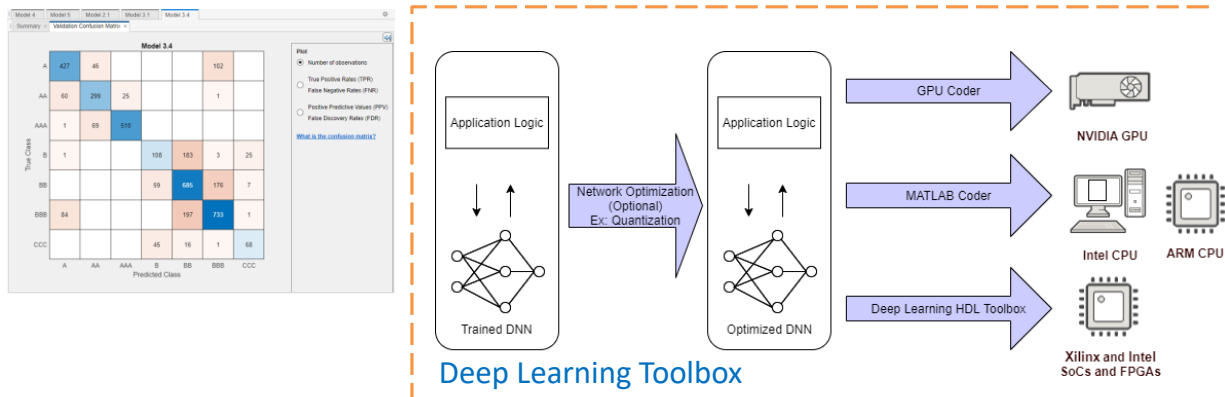 Model 4 Model 5 Model 2.1 Model 3.1 Model 3.4
Summary × Validation Confusion Matrix ×
Model 3.4
True Class
A 427 46 102
AA 60 299 25 1
AAA 1 69 510
B 1 108 183 3 25
BB 59 685 176 7
BBB 84 197 733 1
CCC 45 16 1 68
A AA AAA B BB BBB CCC
Predicted Class
Plot
Number of observations
True Positive Rates (TPR)
False Negative Rates (FNR)
Positive Predictive Values (PPV)
False Discovery Rates (FDR)
What is the confusion matrix?
Application Logic
Trained DNN
Network Optimization
(Optional)
Ex: Quantization
Application Logic
Optimized DNN
GPU Coder
NVIDIA GPU
MATLAB Coder
Intel CPU
ARM CPU
Deep Learning HDL Toolbox
Xilinx and Intel
SoCs and FPGAs
Deep Learning Toolbox